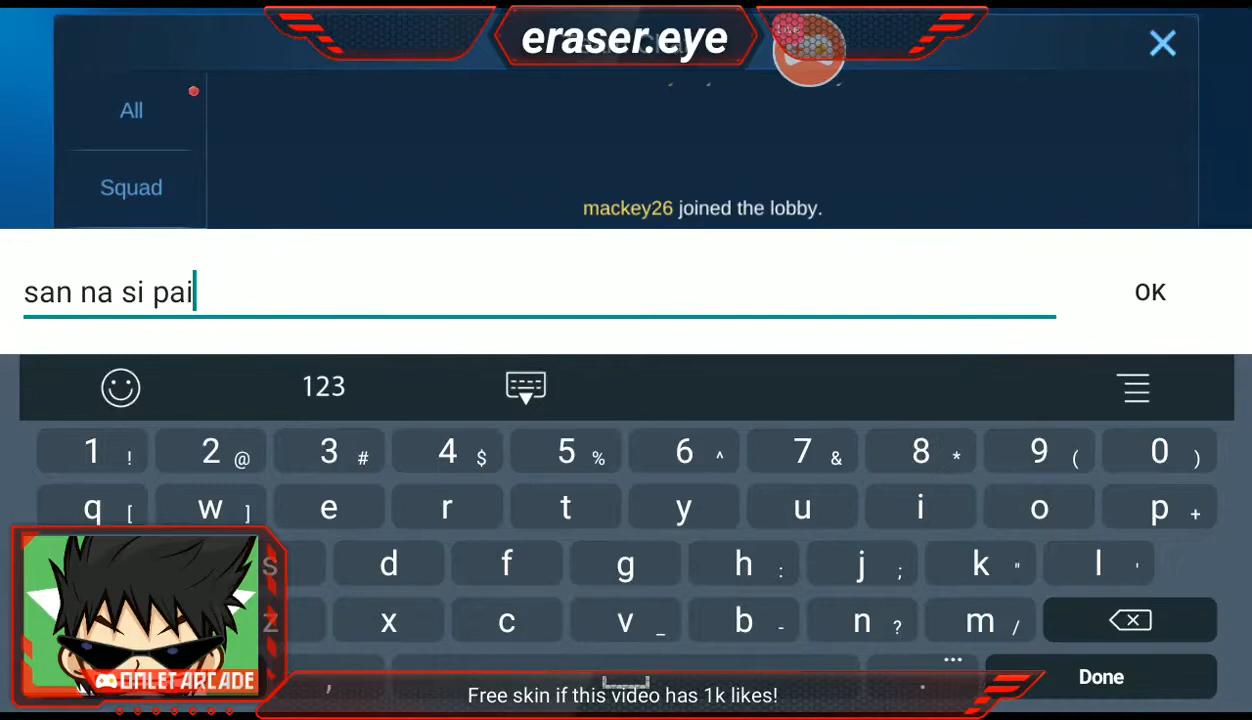 eraser.eye
All
Squad
mackey26 joined the lobby.
san na si pai
OK
123
1 ! 2 @ 3 # 4 $ 5 % 6 ^ 7 & 8 * 9 ( 0 )
q [ w ] e r t y u i o p +
s d f g h : j ; k " l '
z x c v _ b - n ? m /
, . ...
Done
OMLET ARCADE
Free skin if this video has 1k likes!